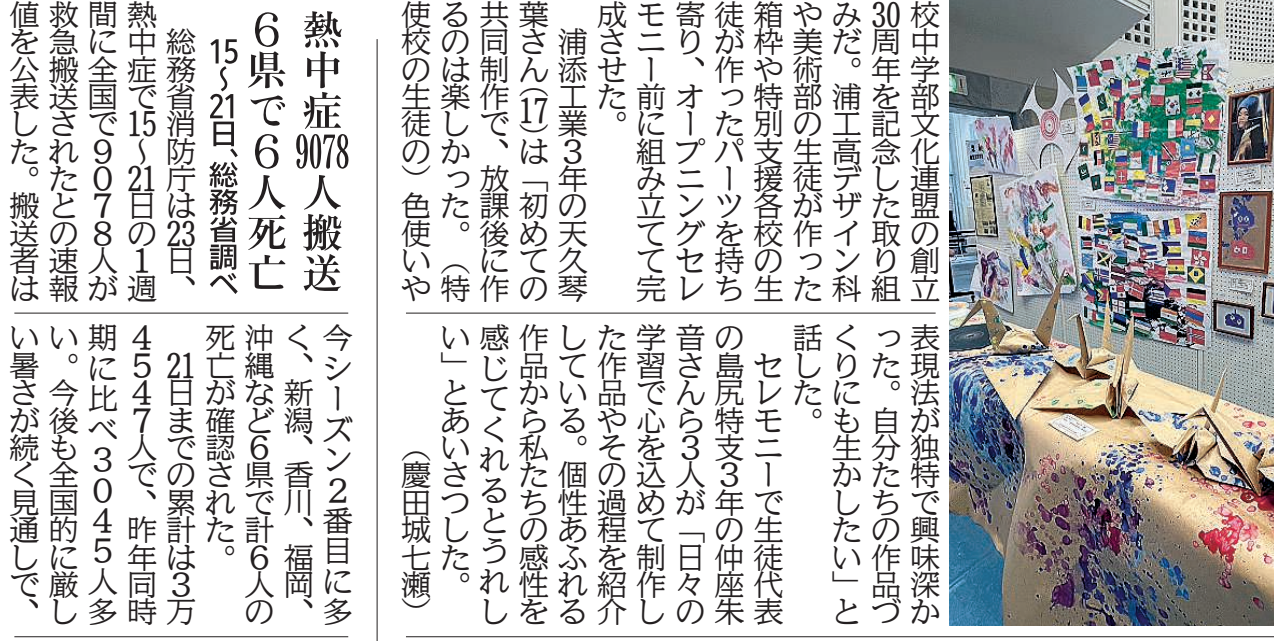 校中学部文化連盟の創立
30周年を記念した取り組
みだ。浦工高デザイン科
や美術部の生徒が作った
箱枠や特別支援各校の生
徒が作ったパーツを持ち
寄り、オープニングセレ
モニー前に組み立てて完
成させた。
浦添工業3年の天久琴
葉さん(17)は「初めての
共同制作で、放課後に作
るのは楽しかった。(特
使校の生徒の)色使いや
表現法が独特で興味深か
った。自分たちの作品づ
くりにも生かしたい」と
話した。
セレモニーで生徒代表
の島尻特支3年の仲座朱
音さんら3人が「日々の
学習で心を込めて制作し
た作品やその過程を紹介
している。個性あふれる
作品から私たちの感性を
感じてくれるとうれし
い」とあいさつした。
(慶田城七瀬)
熱中症9078人搬送
6県で6人死亡
15〜21日、総務省調べ
総務省消防庁は23日、
熱中症で15〜21日の1週
間に全国で9078人が
救急搬送されたとの速報
値を公表した。搬送者は
今シーズン2番目に多
く、新潟、香川、福岡、
沖縄など6県で計6人の
死亡が確認された。
21日までの累計は3万
4547人で、昨年同時
期に比べ3045人多
い。今後も全国的に厳し
い暑さが続く見通しで、